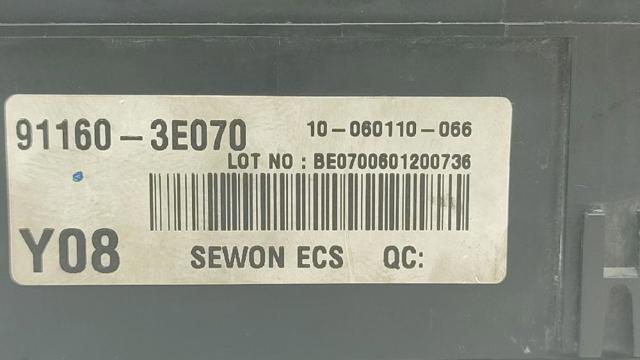 91160-3E070 10-060110-066
LOT NO : BE0700601200736
Y08 SEWON ECS QC: